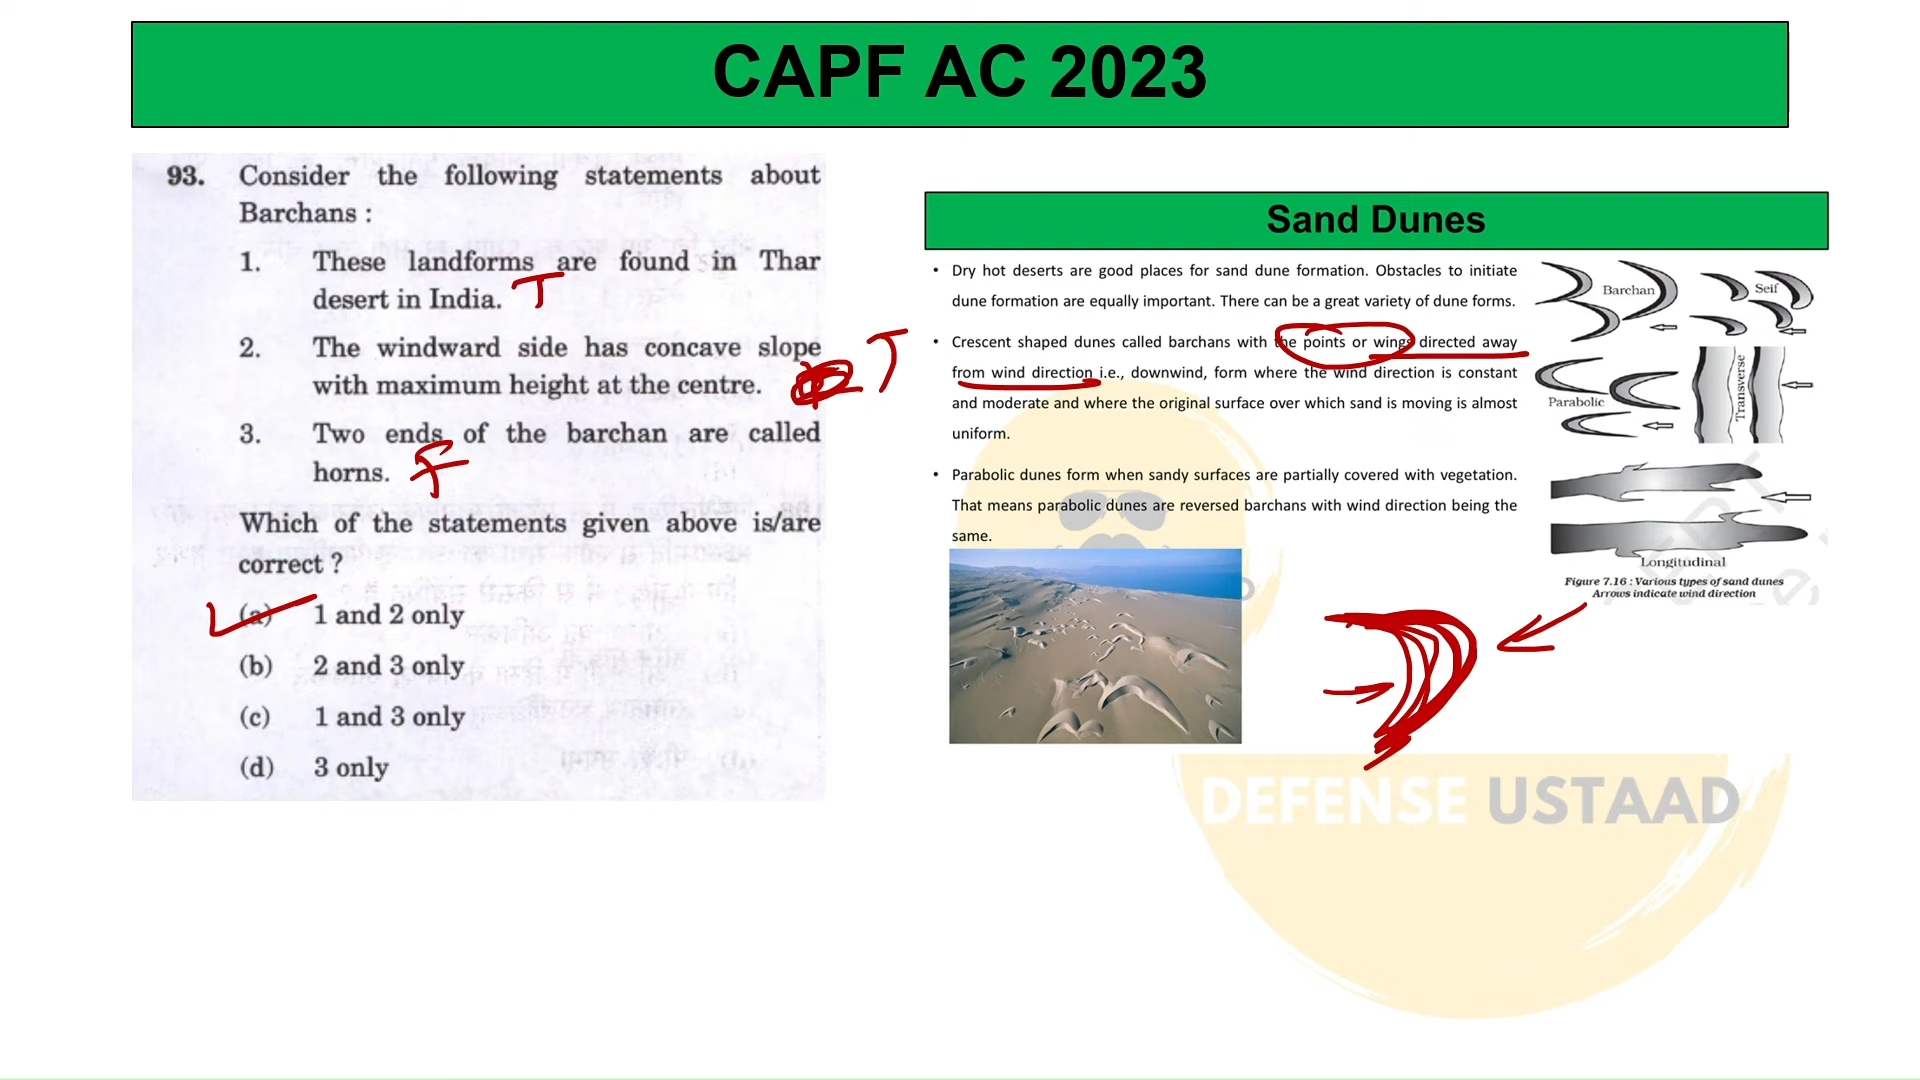 CAPF AC 2023
93. Consider the following statements about
Barchans :
1. These landforms are found in Thar
desert in India. T
2. The windward side has concave slope
with maximum height at the centre. T
3. Two ends of the barchan are called
horns. F
Which of the statements given above is/are
correct ?
(a) 1 and 2 only
(b) 2 and 3 only
(c) 1 and 3 only
(d) 3 only
Sand Dunes
• Dry hot deserts are good places for sand dune formation. Obstacles to initiate
dune formation are equally important. There can be a great variety of dune forms.
• Crescent shaped dunes called barchans with the points or wings directed away
from wind direction i.e., downwind, form where the wind direction is constant
and moderate and where the original surface over which sand is moving is almost
uniform.
• Parabolic dunes form when sandy surfaces are partially covered with vegetation.
That means parabolic dunes are reversed barchans with wind direction being the
same.
Barchan
Seif
Parabolic
Transverse
Longitudinal
Figure 7.16 : Various types of sand dunes
Arrows indicate wind direction
DEFENSE USTAAD